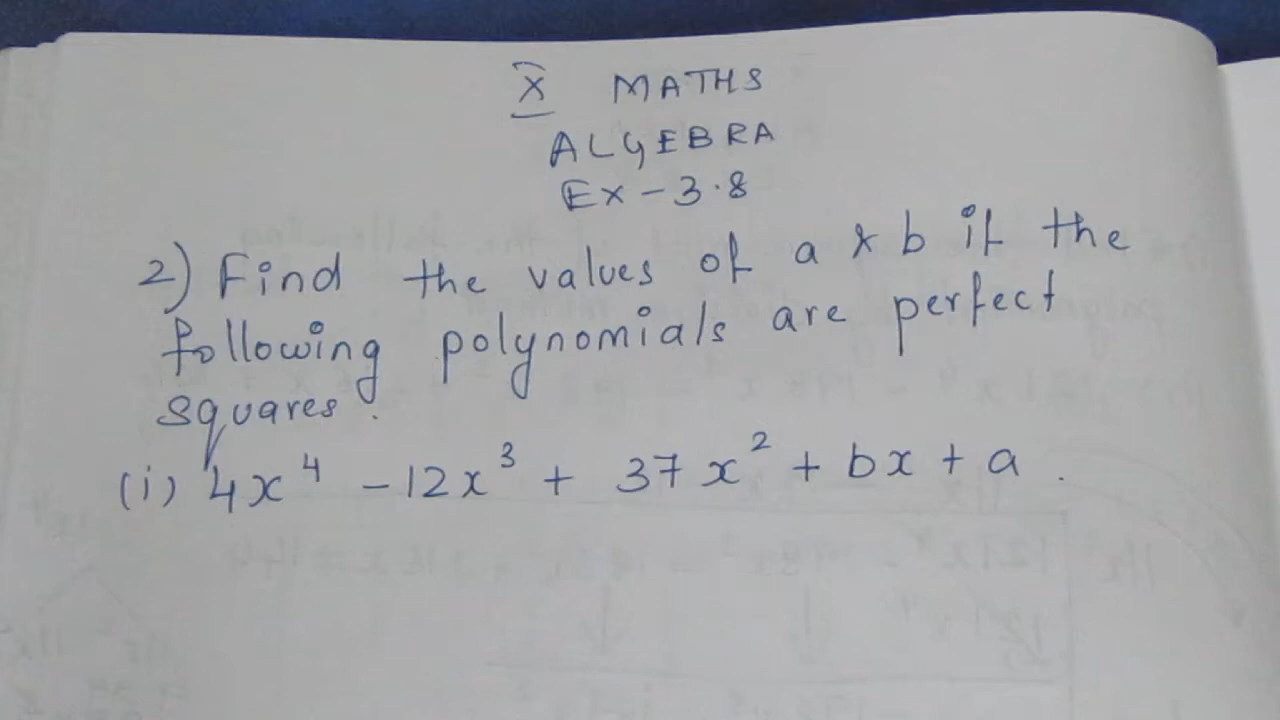 X MATHS
ALGEBRA
Ex - 3.8
2) Find the values of a & b if the
following polynomials are perfect
squares.
(i) 4x⁴ - 12x³ + 37x² + bx + a.